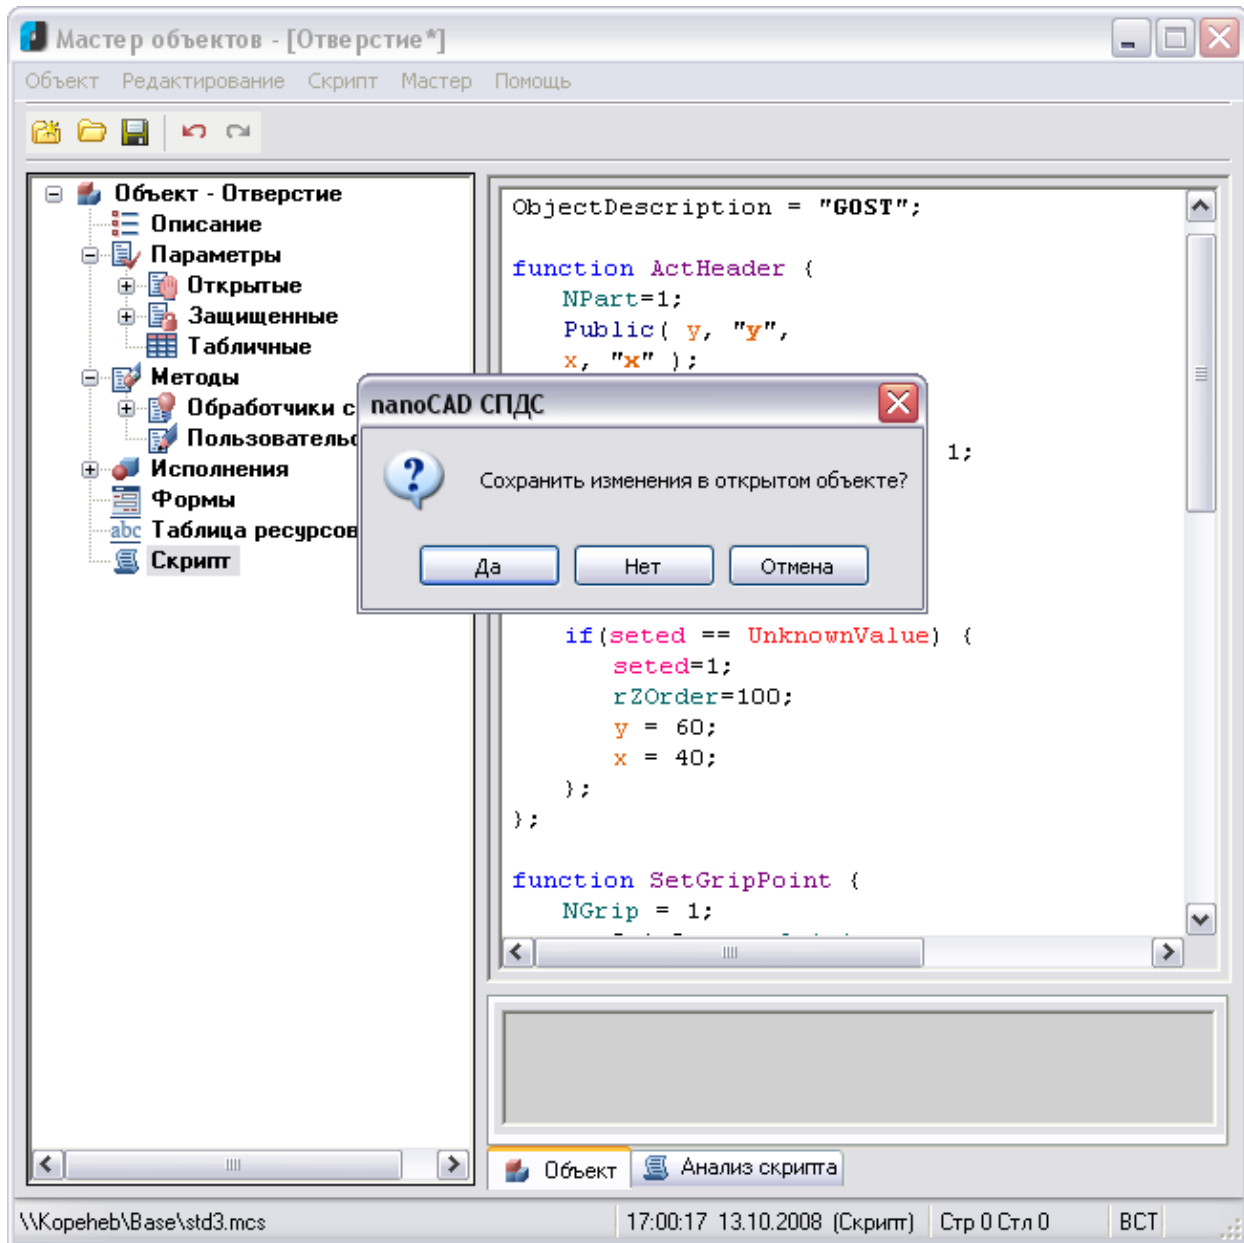 Мастер объектов - [Отверстие*]
Объект Редактирование Скрипт Мастер Помощь
Объект - Отверстие
Описание
Параметры
Открытые
Защищенные
Табличные
Методы
Обработчики с
Пользовательс
Исполнения
Формы
abc Таблица ресурсов
Скрипт
ObjectDescription = "GOST";
function ActHeader {
NPart=1;
Public( y, "y",
x, "x" );
1;
nanoCAD СПДС
Сохранить изменения в открытом объекте?
Да Нет Отмена
if(seted == UnknownValue) {
seted=1;
rZOrder=100;
y = 60;
x = 40;
};
};
function SetGripPoint {
NGrip = 1;
Объект Анализ скрипта
\\Kopeheb\Base\std3.mcs 17:00:17 13.10.2008 (Скрипт) Стр 0 Стл 0 ВСТ